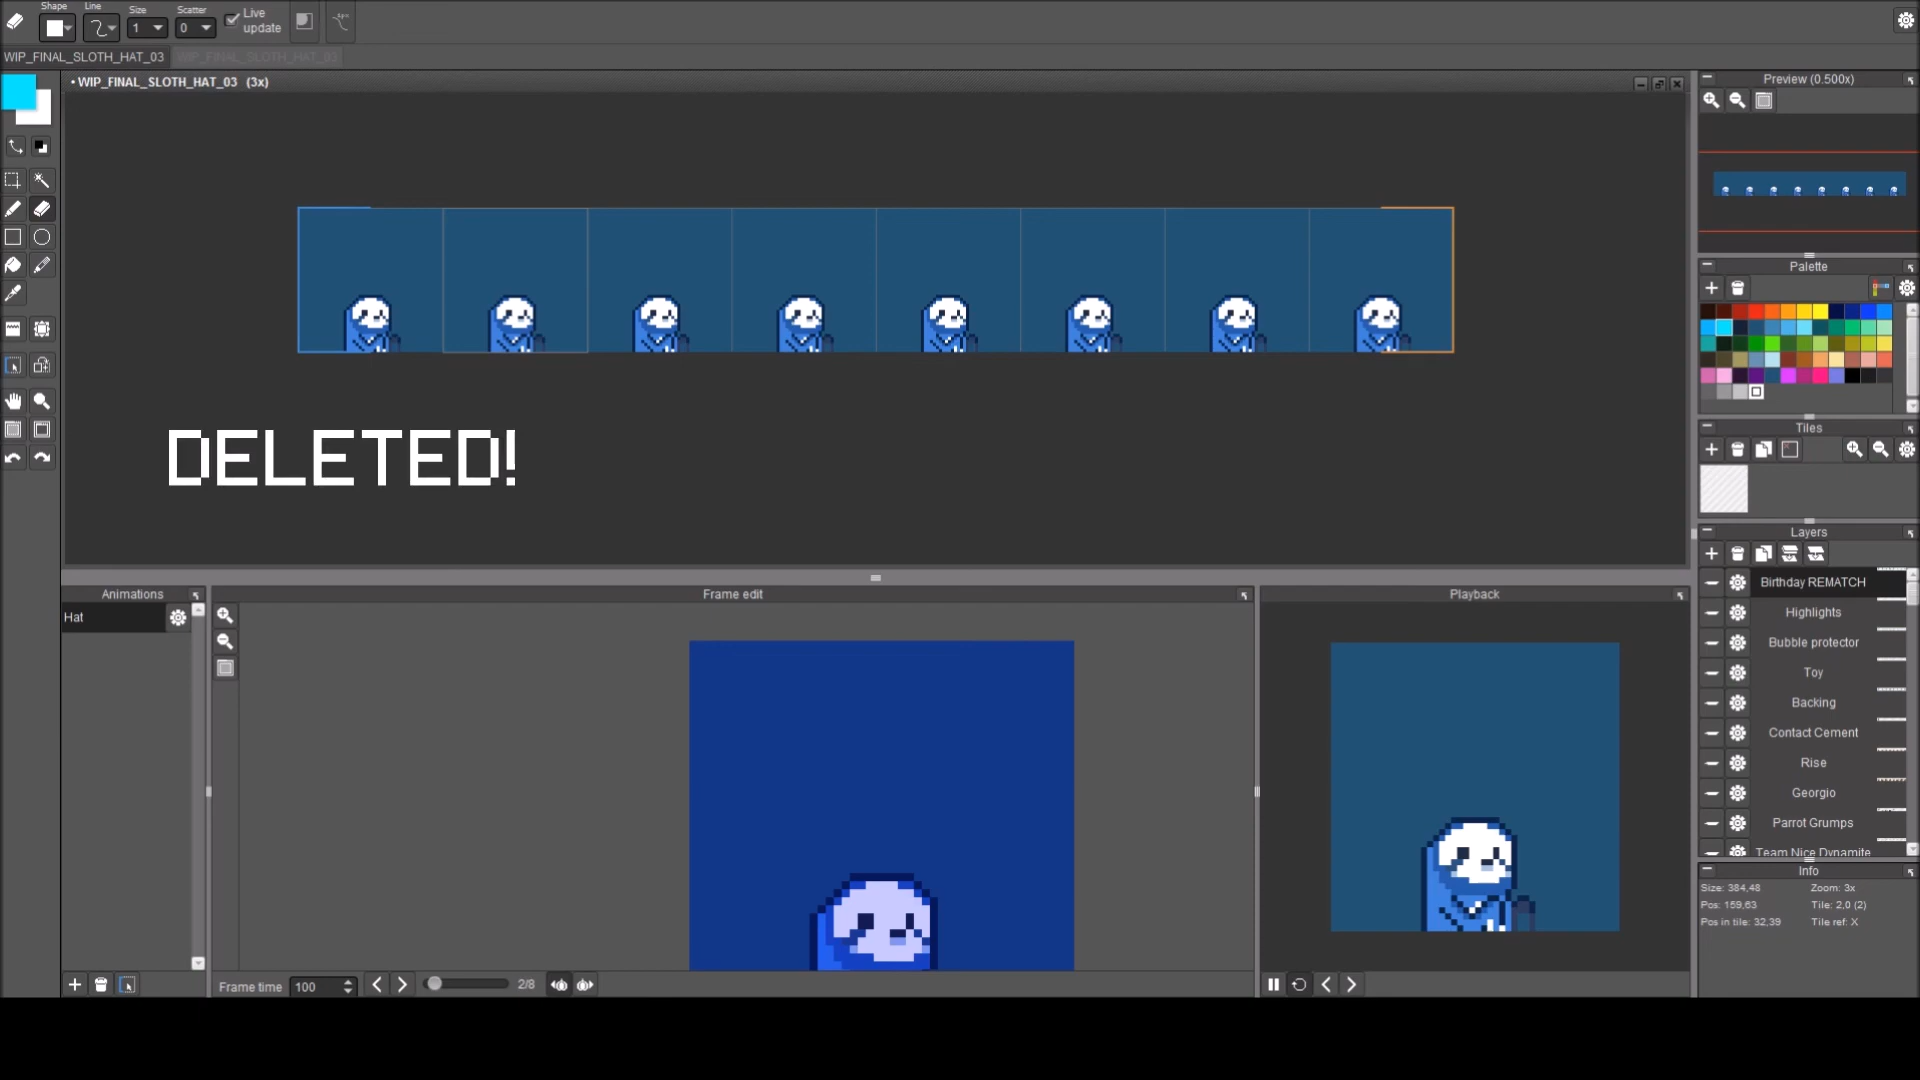 Shape
Line
Size
Scatter
1
0
Live update
WIP_FINAL_SLOTH_HAT_03
WIP_FINAL_SLOTH_HAT_03
• WIP_FINAL_SLOTH_HAT_03 (3x)
DELETED!
Preview (0.500x)
Palette
Tiles
Layers
Birthday REMATCH
Highlights
Bubble protector
Toy
Backing
Contact Cement
Rise
Georgio
Parrot Grumps
Team Nice Dynamite
Info
Size: 384,48
Zoom: 3x
Pos: 159,63
Tile: 2,0 (2)
Pos in tile: 32,39
Tile ref: X
Animations
Hat
Frame edit
Frame time
100
2/8
Playback